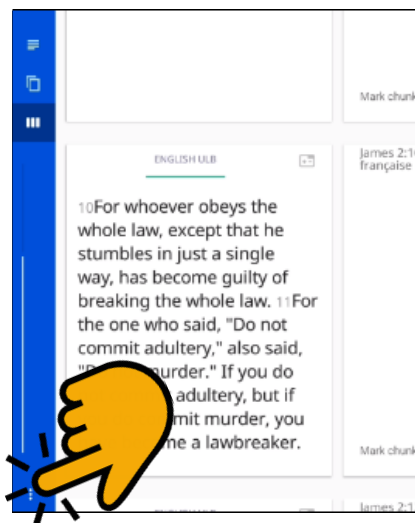 Mark chunk
ENGLISH ULB
James 2:1
française
10For whoever obeys the
whole law, except that he
stumbles in just a single
way, has become guilty of
breaking the whole law. 11For
the one who said, "Do not
commit adultery," also said,
murder." If you do
adultery, but if
murder, you
a lawbreaker.
Mark chunk
James 2:1